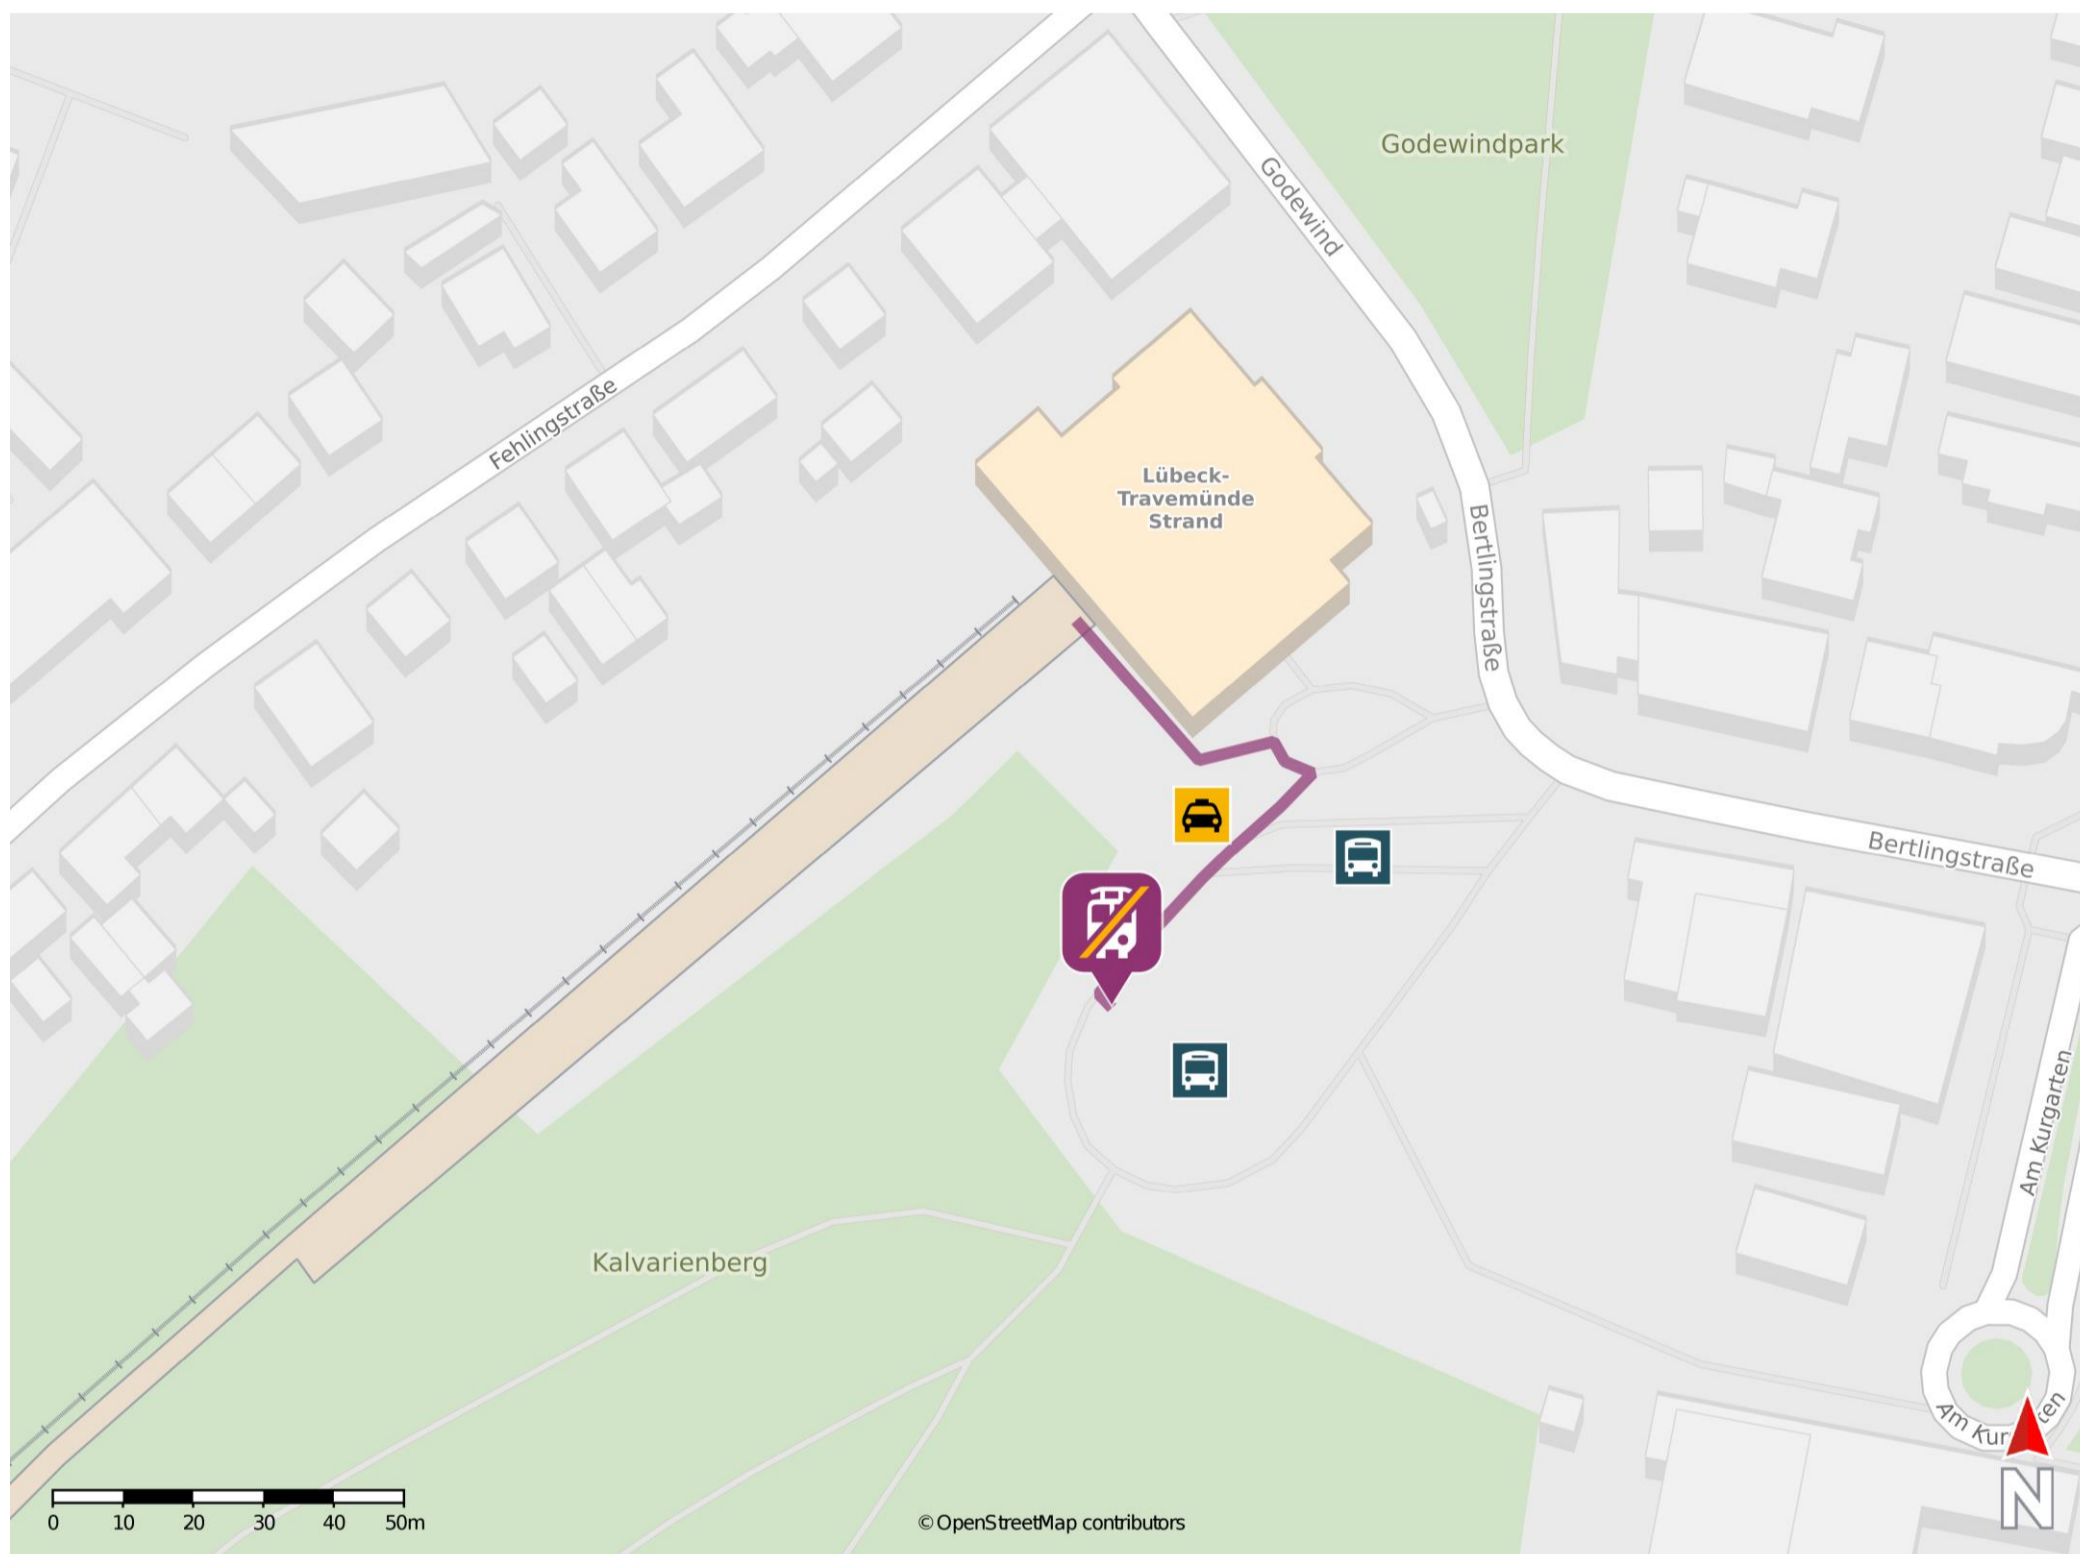 Godewindpark
Godewind
Fehlingstraße
Lübeck-
Travemünde
Strand
Bertlingstraße
Bertlingstraße
Am Kurgarten
Kalvarienberg
N
0 10 20 30 40 50m
© OpenStreetMap contributors